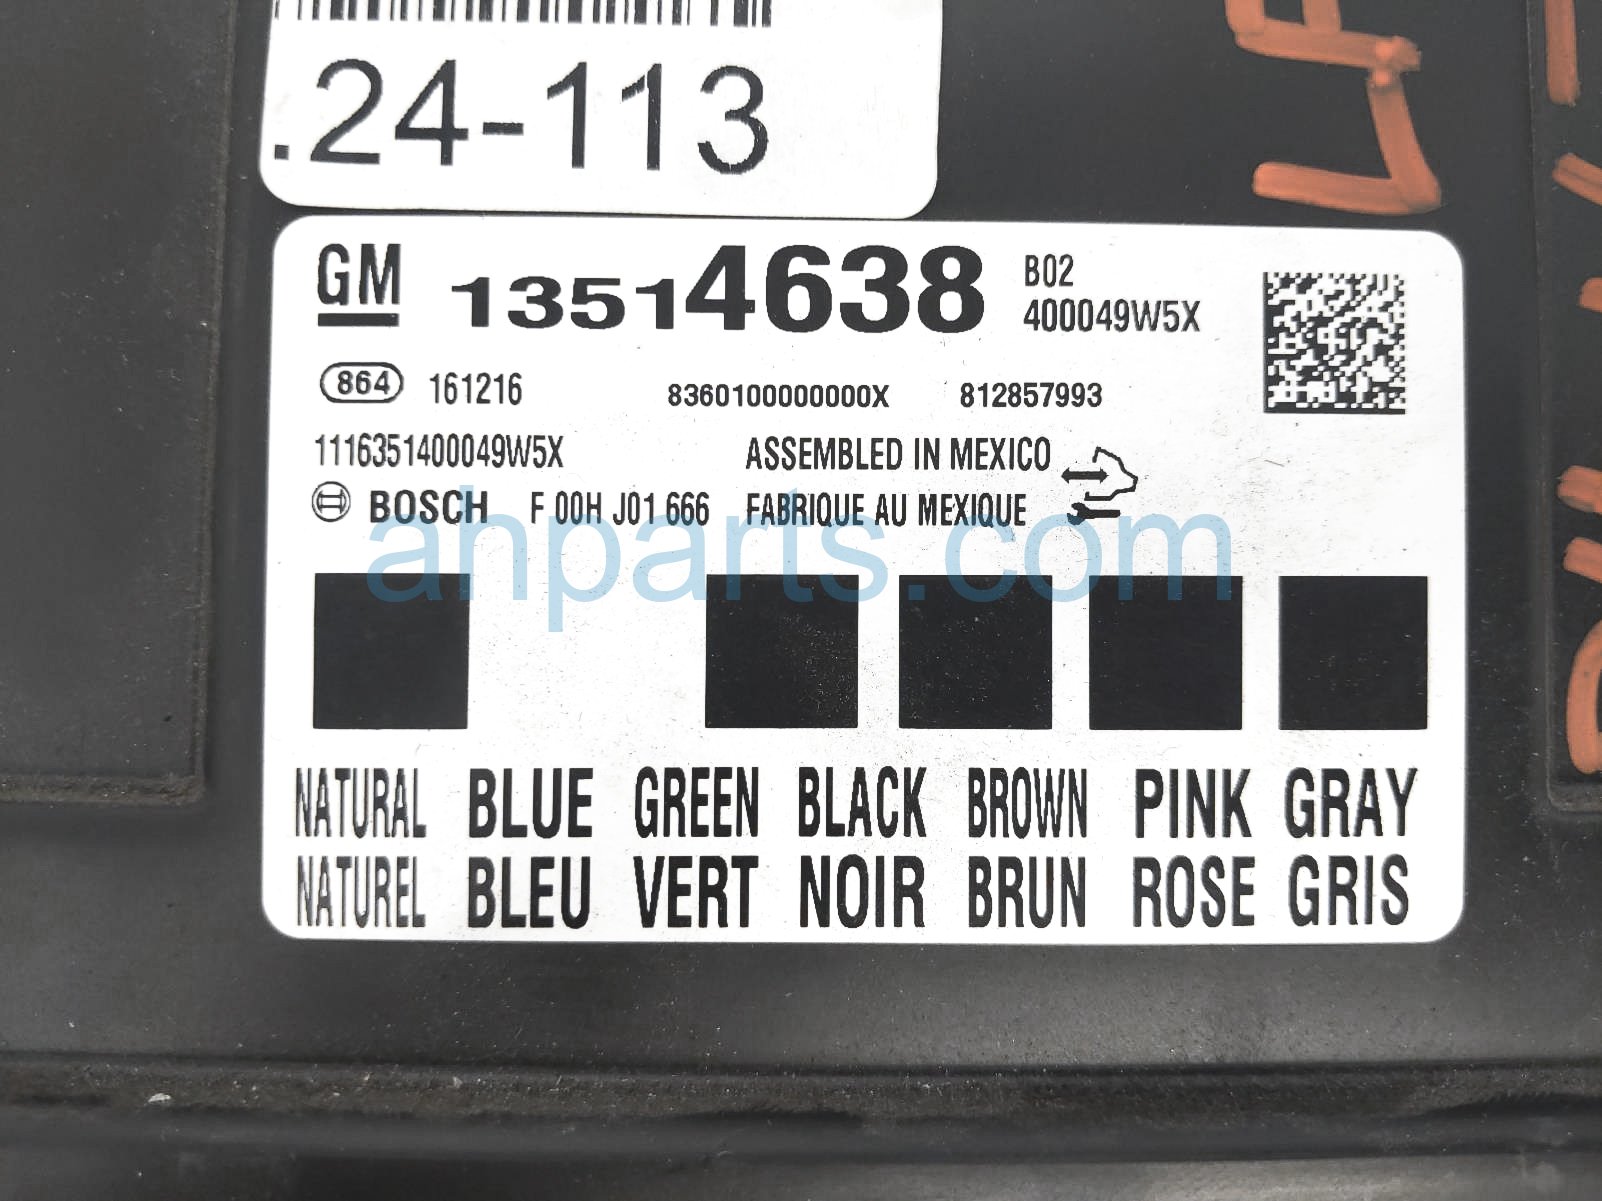 .24-113
GM 13514638 B02
400049W5X
864 161216 8360100000000X 812857993
1116351400049W5X ASSEMBLED IN MEXICO
BOSCH F 00H J01 666 FABRIQUE AU MEXIQUE
ahparts.com
NATURAL BLUE GREEN BLACK BROWN PINK GRAY
NATUREL BLEU VERT NOIR BRUN ROSE GRIS